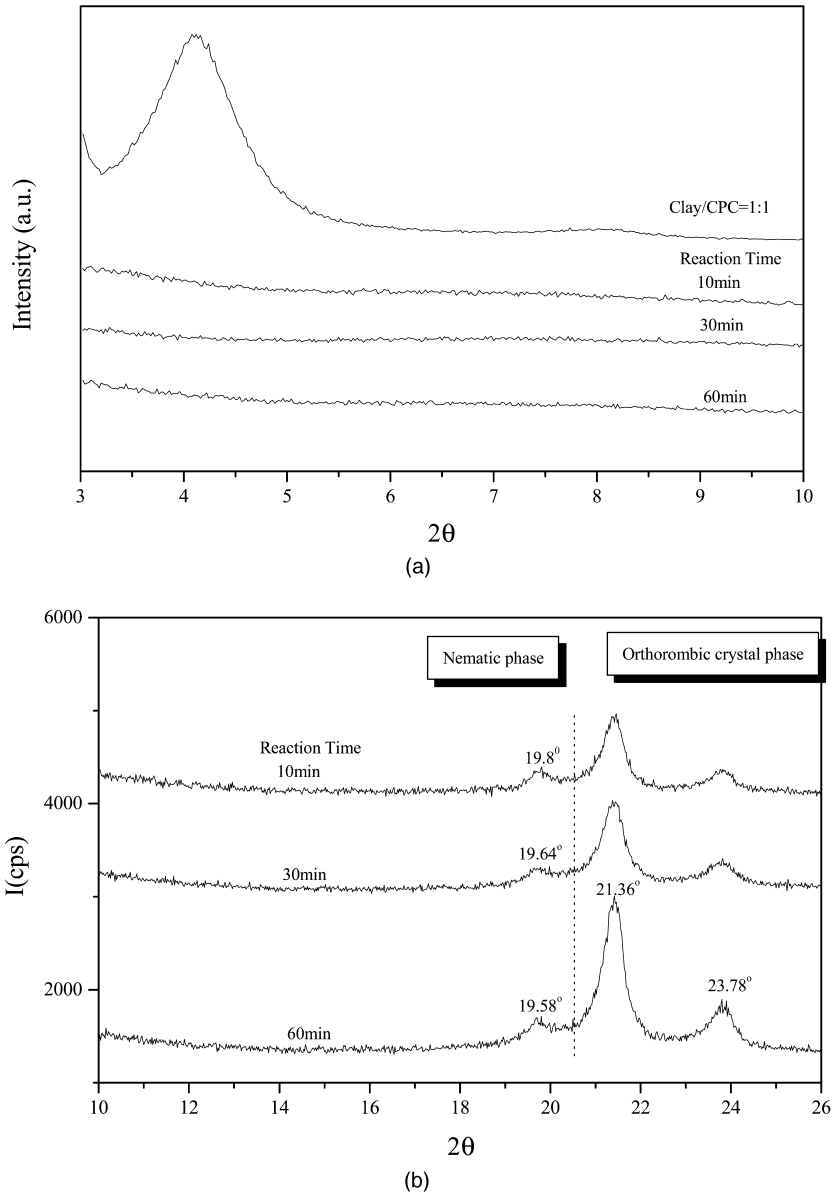 Intensity (a.u.)
Clay/CPC=1:1
Reaction Time
10min
30min
60min
3 4 5 6 7 8 9 10
2θ
(a)
6000
4000
2000
I(cps)
Nematic phase
Orthorombic crystal phase
Reaction Time
10min
19.8⁰
30min
19.64°
21.36°
60min
19.58°
23.78°
10 12 14 16 18 20 22 24 26
2θ
(b)